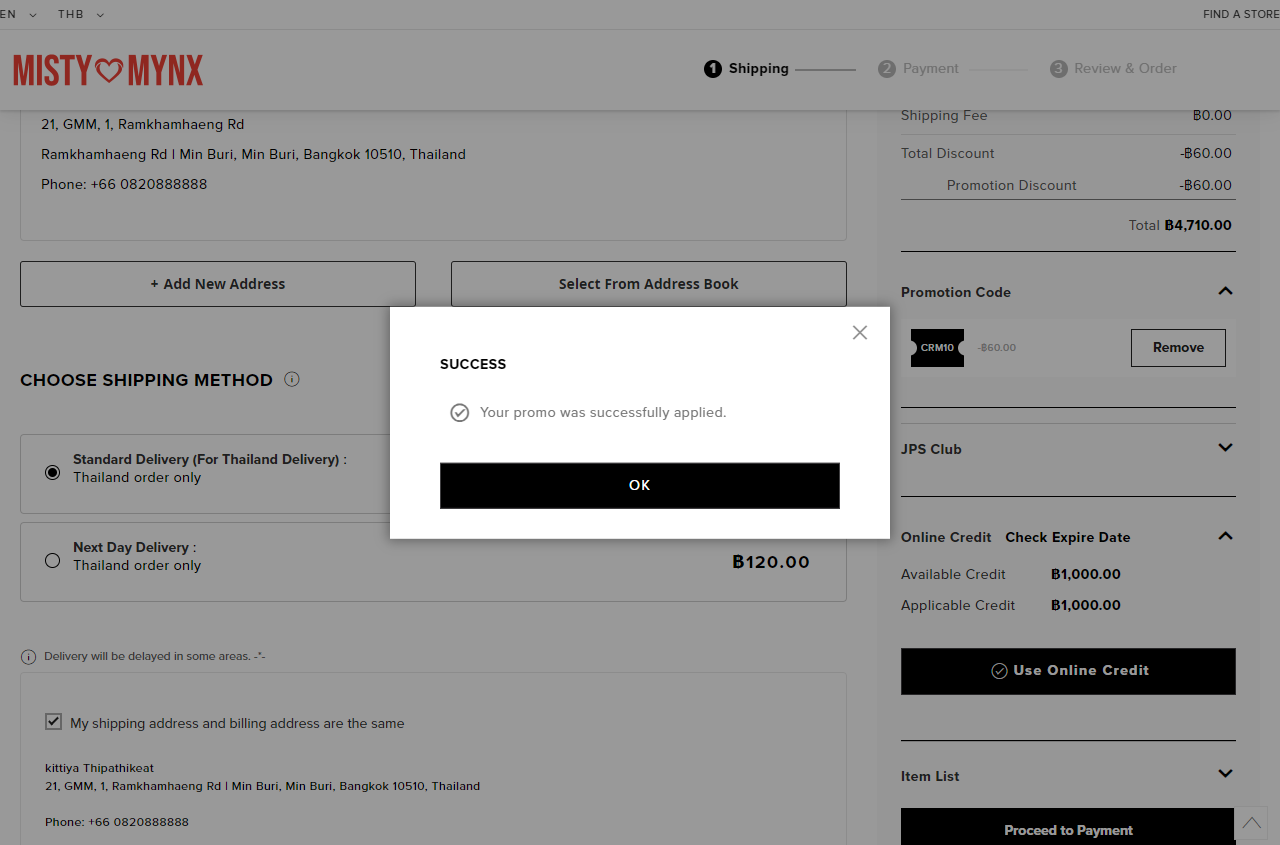 EN THB FIND A STORE
MISTY MYNX
1 Shipping 2 Payment 3 Review & Order
21, GMM, 1, Ramkhamhaeng Rd
Ramkhamhaeng Rd | Min Buri, Min Buri, Bangkok 10510, Thailand
Phone: +66 0820888888
+ Add New Address Select From Address Book
CHOOSE SHIPPING METHOD
Standard Delivery (For Thailand Delivery) :
Thailand order only
Next Day Delivery :
Thailand order only
฿120.00
Delivery will be delayed in some areas. -*-
My shipping address and billing address are the same
kittiya Thipathikeat
21, GMM, 1, Ramkhamhaeng Rd | Min Buri, Min Buri, Bangkok 10510, Thailand
Phone: +66 0820888888
SUCCESS
Your promo was successfully applied.
OK
Shipping Fee ฿0.00
Total Discount -฿60.00
Promotion Discount -฿60.00
Total ฿4,710.00
Promotion Code
CRM10 -฿60.00 Remove
JPS Club
Online Credit Check Expire Date
Available Credit ฿1,000.00
Applicable Credit ฿1,000.00
Use Online Credit
Item List
Proceed to Payment